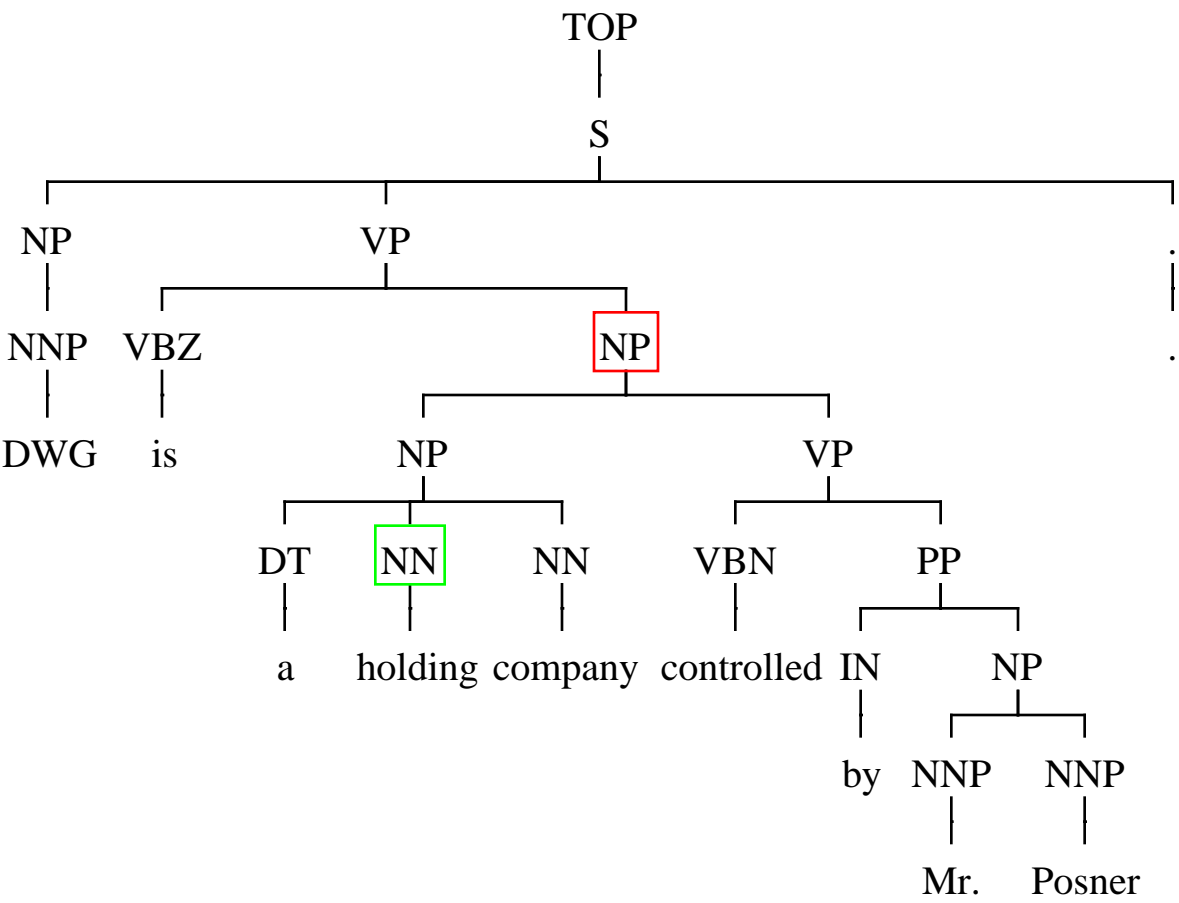 TOP
S
NP VP .
NNP VBZ NP .
DWG is NP VP
DT NN NN VBN PP
a holding company controlled IN NP
by NNP NNP
Mr. Posner